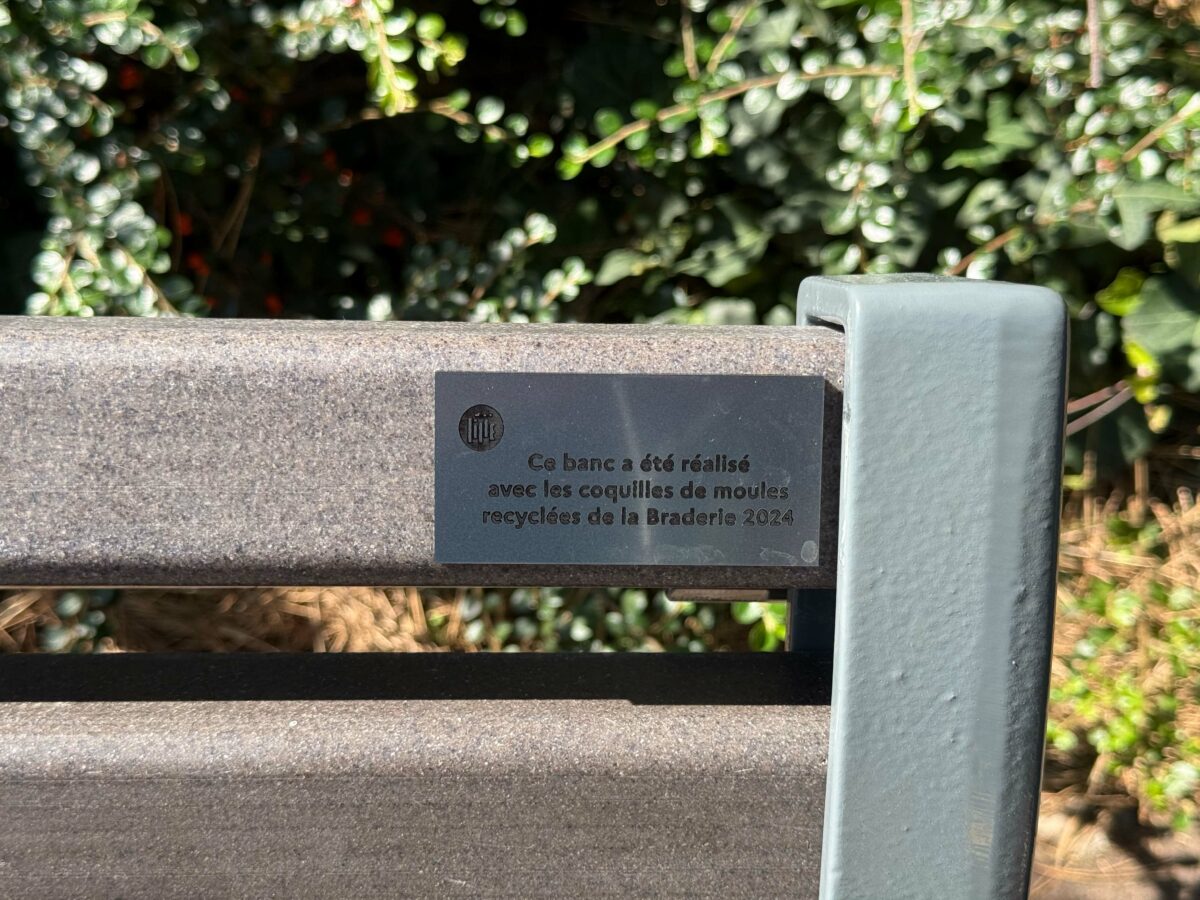 Lille
Ce banc a été réalisé
avec les coquilles de moules
recyclées de la Braderie 2024